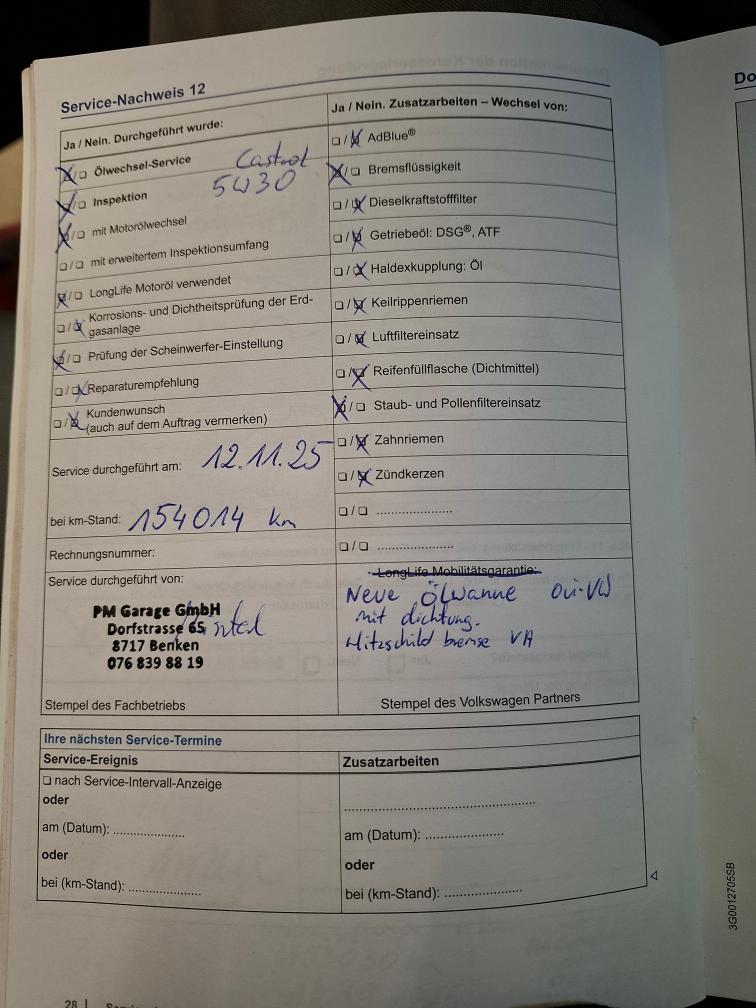 Service-Nachweis 12
Ja / Nein. Durchgeführt wurde:
Ölwechsel-Service
Castrol
5W30
Inspektion
mit Motorölwechsel
mit erweitertem Inspektionsumfang
LongLife Motoröl verwendet
Korrosions- und Dichtheitsprüfung der Erd-
gasanlage
Prüfung der Scheinwerfer-Einstellung
Reparaturempfehlung
Kundenwunsch
(auch auf dem Auftrag vermerken)
Service durchgeführt am: 12.11.25
bei km-Stand: 154014 km
Rechnungsnummer:
Service durchgeführt von:
PM Garage GmbH
Dorfstrasse 65
8717 Benken
076 839 88 19
Stempel des Fachbetriebs
Ja / Nein. Zusatzarbeiten – Wechsel von:
AdBlue®
Bremsflüssigkeit
Dieselkraftstofffilter
Getriebeöl: DSG®, ATF
Haldexkupplung: Öl
Keilrippenriemen
Luftfiltereinsatz
Reifenfüllflasche (Dichtmittel)
Staub- und Pollenfiltereinsatz
Zahnriemen
Zündkerzen
LongLife Mobilitätsgarantie:
Neue Ölwanne Ori-VW
mit dichtung.
Hitzschild bremse VA
Stempel des Volkswagen Partners
Ihre nächsten Service-Termine
Service-Ereignis
nach Service-Intervall-Anzeige
oder
am (Datum): ....................
oder
bei (km-Stand): ....................
Zusatzarbeiten
am (Datum): ....................
oder
bei (km-Stand): ....................
3G0012705SB
28
Do